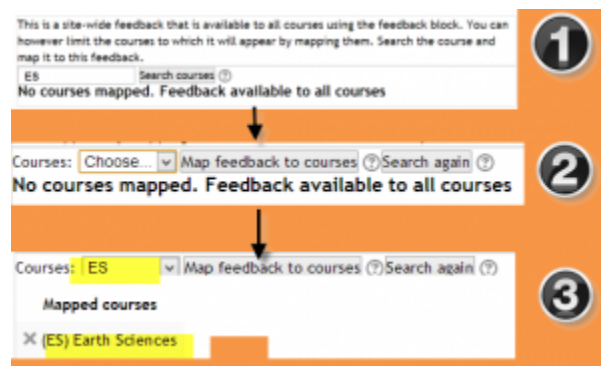 This is a site-wide feedback that is available to all courses using the feedback block. You can
however limit the courses to which it will appear by mapping them. Search the course and
map it to this feedback.
ES Search courses ?
No courses mapped. Feedback available to all courses
1
Courses: Choose... Map feedback to courses ? Search again ?
No courses mapped. Feedback available to all courses
2
Courses: ES Map feedback to courses ? Search again ?
Mapped courses
(ES) Earth Sciences
3